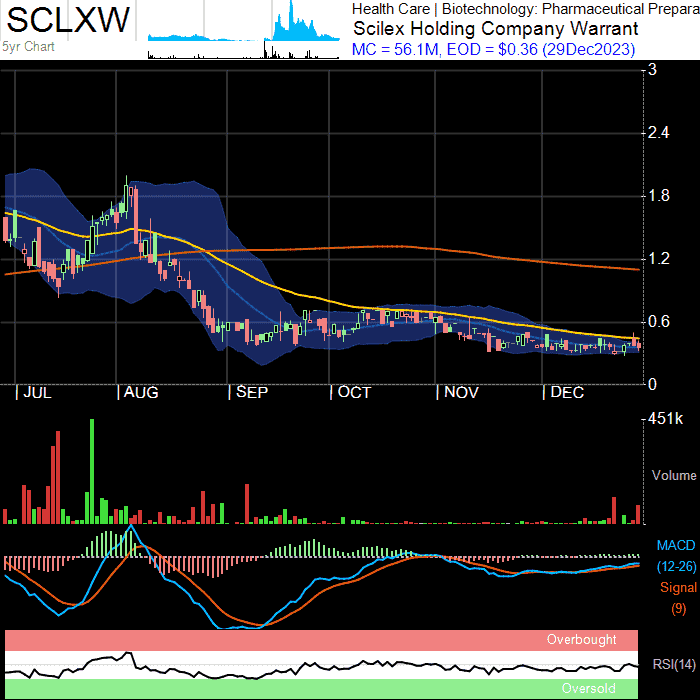 SCLXW
5yr Chart
Health Care | Biotechnology: Pharmaceutical Prepara
Scilex Holding Company Warrant
MC = 56.1M, EOD = $0.36 (29Dec2023)
3
2.4
1.8
1.2
0.6
0
| JUL | AUG | SEP | OCT | NOV | DEC
451k
Volume
MACD
(12-26)
Signal
(9)
Overbought
RSI(14)
Oversold